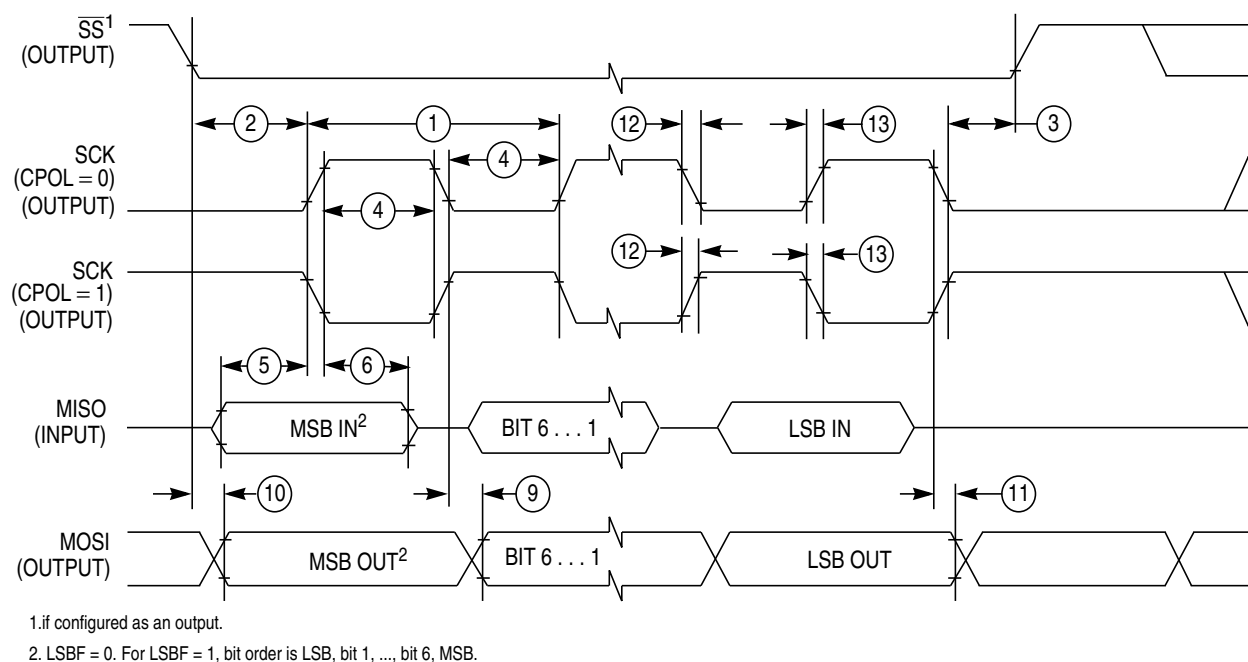 SS¹
(OUTPUT)
2
1
12
13
3
SCK
(CPOL = 0)
(OUTPUT)
4
4
SCK
(CPOL = 1)
(OUTPUT)
12
13
5
6
MISO
(INPUT)
MSB IN²
BIT 6 . . . 1
LSB IN
10
9
11
MOSI
(OUTPUT)
MSB OUT²
BIT 6 . . . 1
LSB OUT
1.if configured as an output.
2. LSBF = 0. For LSBF = 1, bit order is LSB, bit 1, ..., bit 6, MSB.